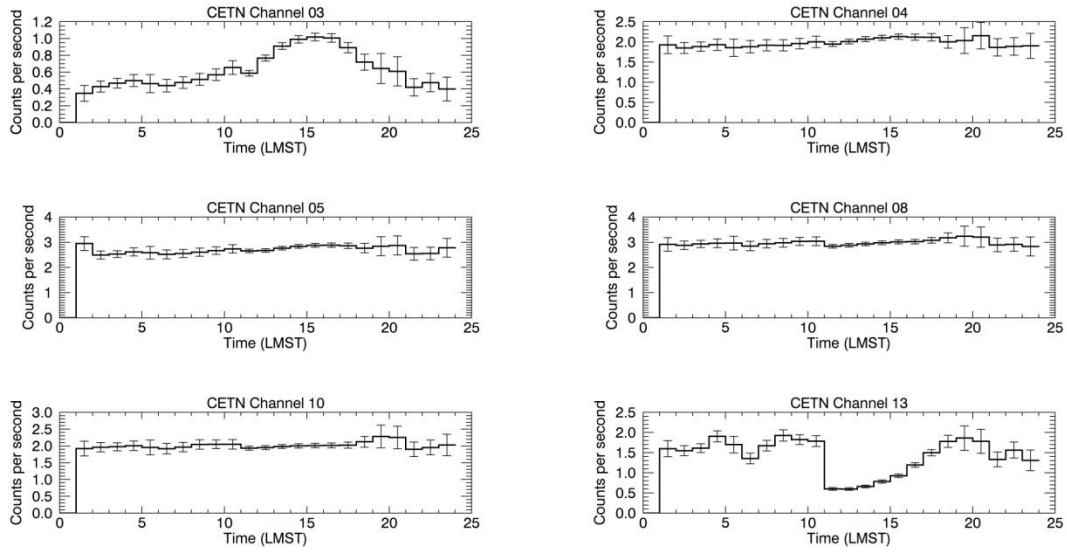 CETN Channel 03
Counts per second
1.2
1.0
0.8
0.6
0.4
0.2
0.0
0 5 10 15 20 25
Time (LMST)
CETN Channel 04
Counts per second
2.5
2.0
1.5
1.0
0.5
0.0
0 5 10 15 20 25
Time (LMST)
CETN Channel 05
Counts per second
4
3
2
1
0
0 5 10 15 20 25
Time (LMST)
CETN Channel 08
Counts per second
4
3
2
1
0
0 5 10 15 20 25
Time (LMST)
CETN Channel 10
Counts per second
3.0
2.5
2.0
1.5
1.0
0.5
0.0
0 5 10 15 20 25
Time (LMST)
CETN Channel 13
Counts per second
2.5
2.0
1.5
1.0
0.5
0.0
0 5 10 15 20 25
Time (LMST)